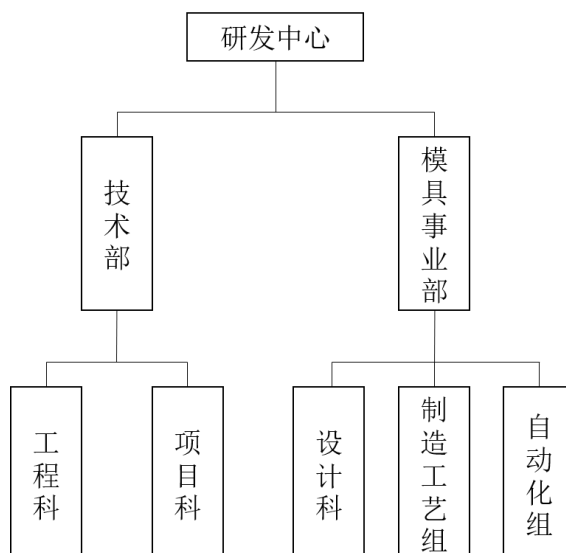 研发中心
技术部
模具事业部
工程科
项目科
设计科
制造工艺组
自动化组